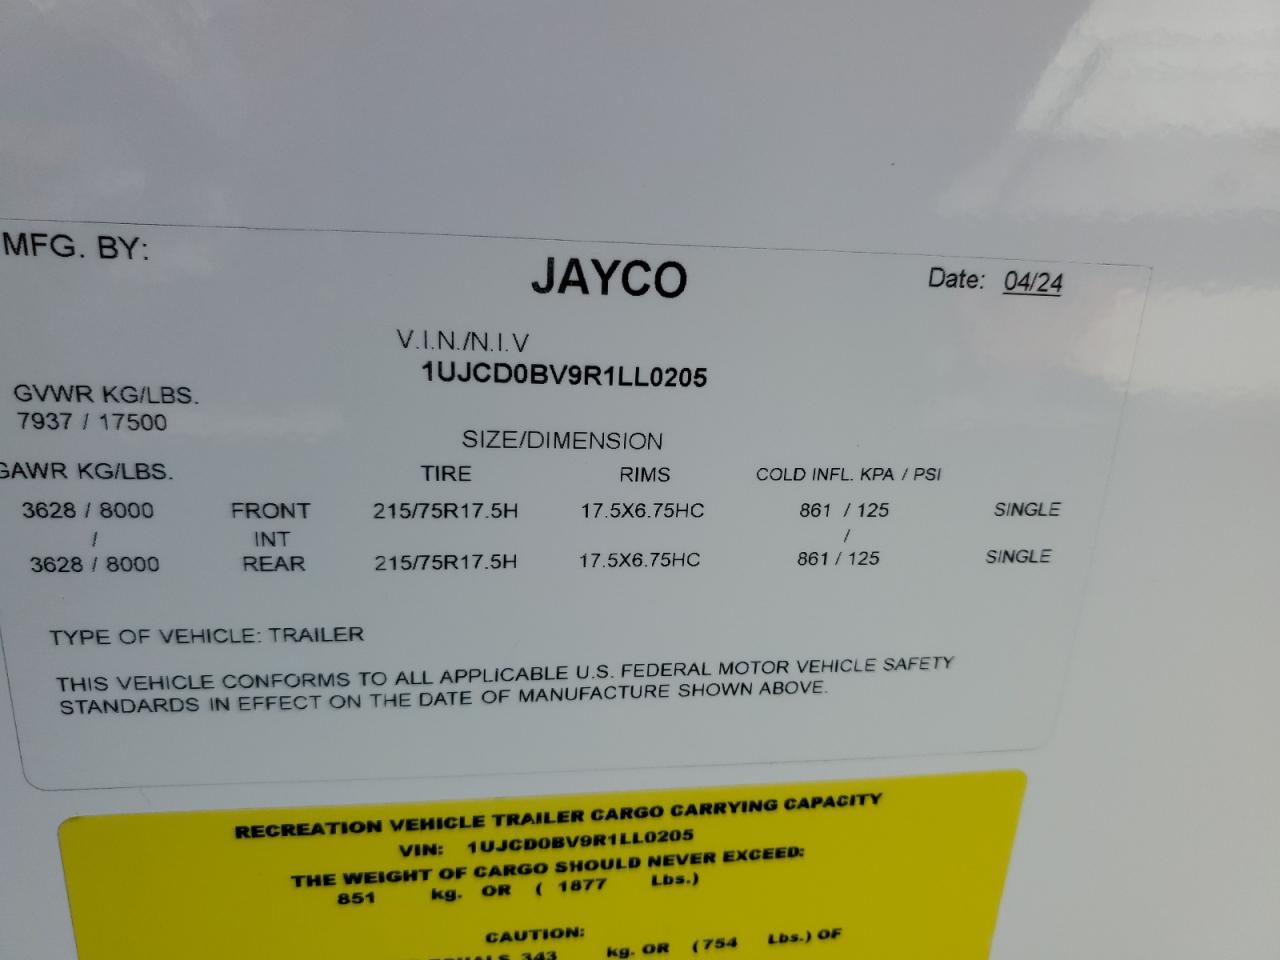 MFG. BY: JAYCO Date: 04/24
V.I.N./N.I.V
1UJCD0BV9R1LL0205
GVWR KG/LBS.
7937 / 17500
SIZE/DIMENSION
GAWR KG/LBS. TIRE RIMS COLD INFL. KPA / PSI
3628 / 8000 FRONT 215/75R17.5H 17.5X6.75HC 861 / 125 SINGLE
/ INT /
3628 / 8000 REAR 215/75R17.5H 17.5X6.75HC 861 / 125 SINGLE
TYPE OF VEHICLE: TRAILER
THIS VEHICLE CONFORMS TO ALL APPLICABLE U.S. FEDERAL MOTOR VEHICLE SAFETY
STANDARDS IN EFFECT ON THE DATE OF MANUFACTURE SHOWN ABOVE.
RECREATION VEHICLE TRAILER CARGO CARRYING CAPACITY
VIN: 1UJCD0BV9R1LL0205
THE WEIGHT OF CARGO SHOULD NEVER EXCEED:
851 kg. OR ( 1877 Lbs.)
CAUTION:
343 kg. OR (754 Lbs.) OF